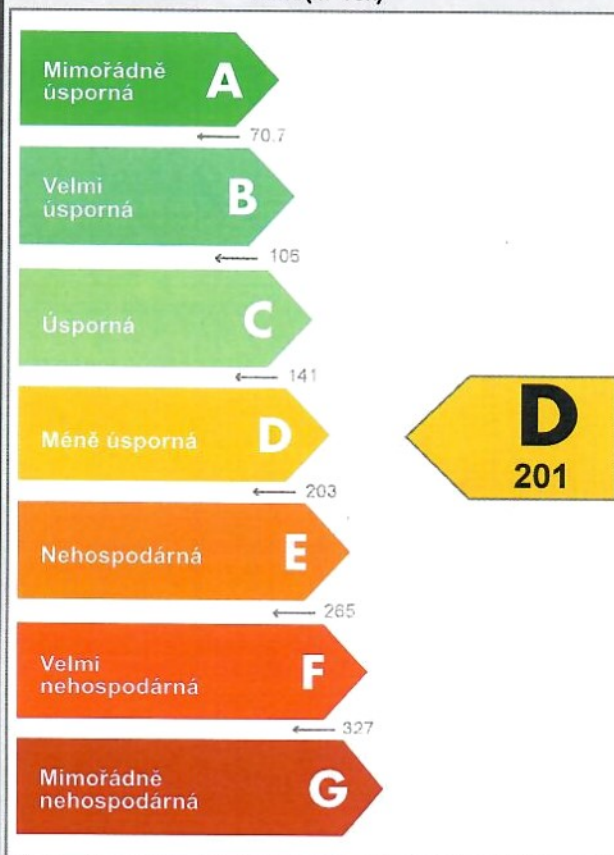 Mimořádně
úsporná A
70.7
Velmi
úsporná B
106
Úsporná C
141
Méně úsporná D
203
D
201
Nehospodárná E
265
Velmi
nehospodárná F
327
Mimořádně
nehospodárná G